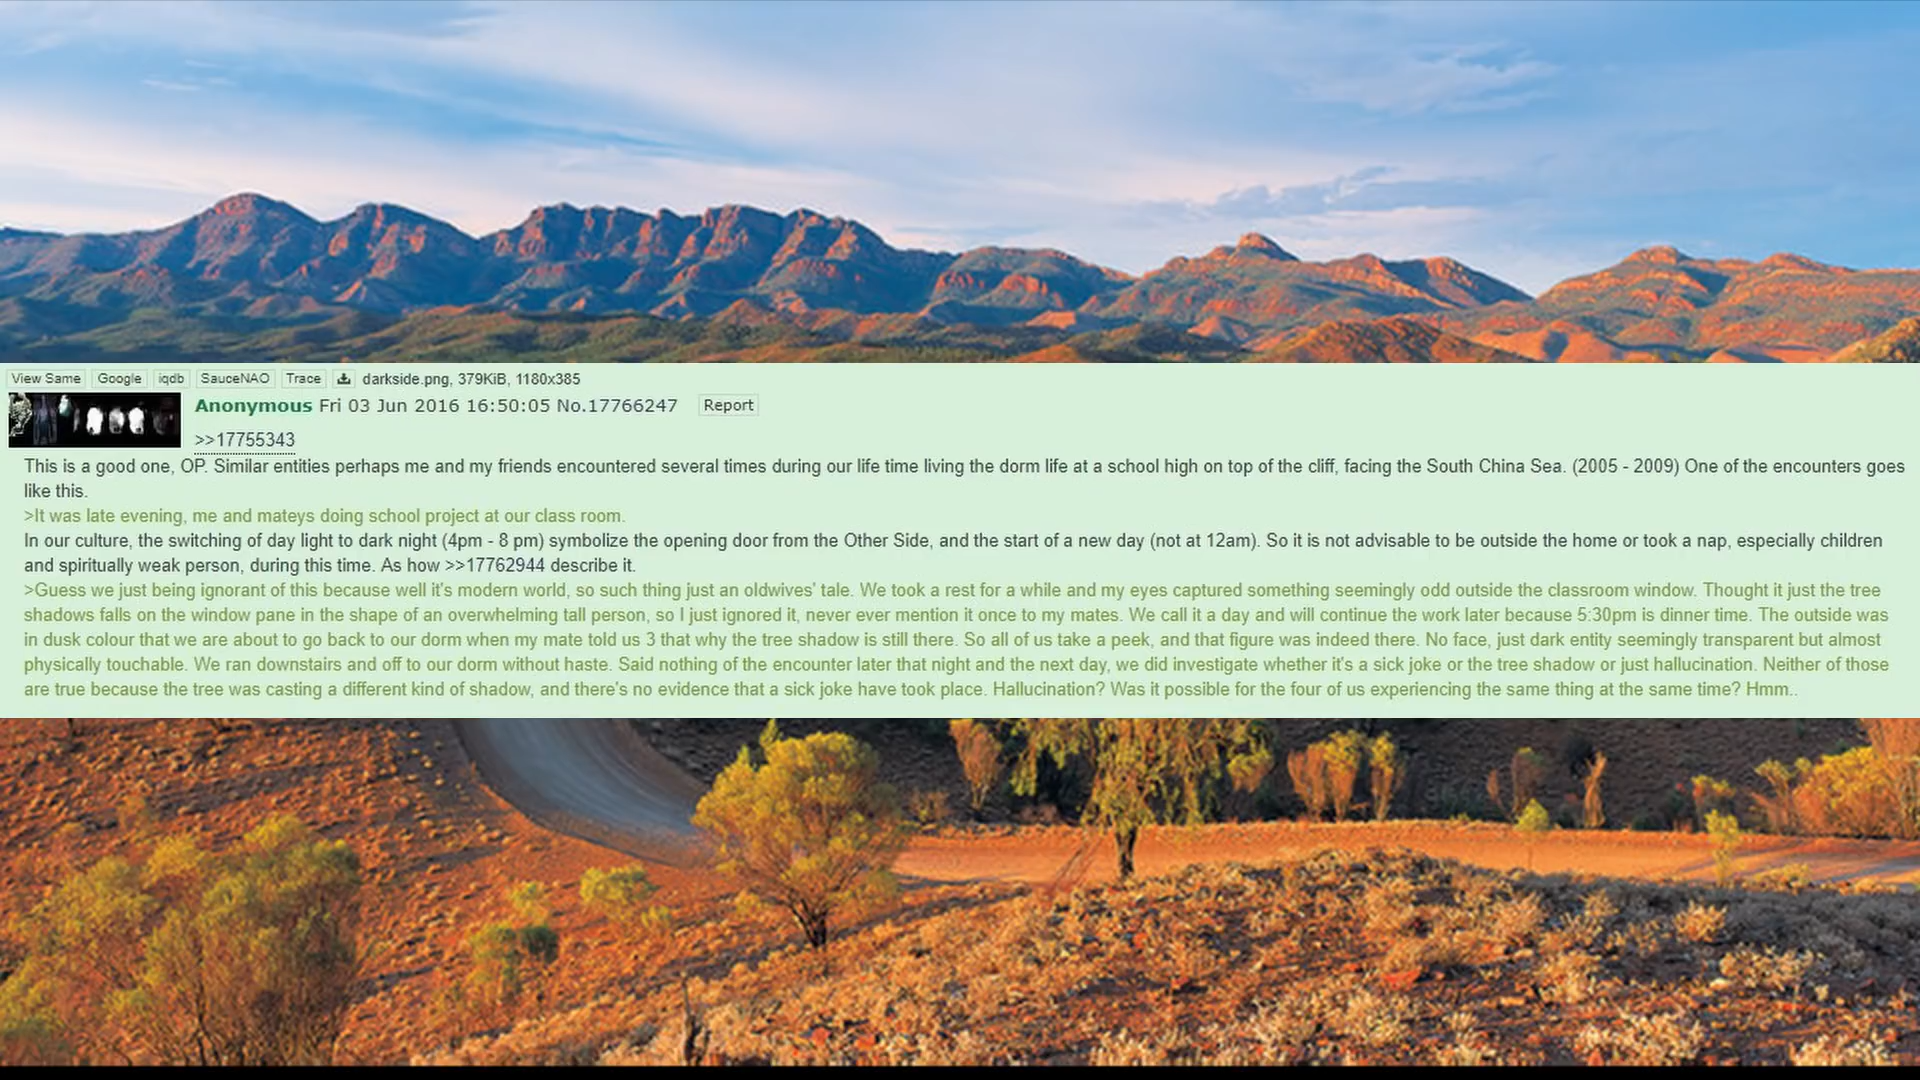 View Same Google iqdb SauceNAO Trace darkside.png, 379KiB, 1180x385
Anonymous Fri 03 Jun 2016 16:50:05 No.17766247 Report
>>17755343
This is a good one, OP. Similar entities perhaps me and my friends encountered several times during our life time living the dorm life at a school high on top of the cliff, facing the South China Sea. (2005 - 2009) One of the encounters goes
like this.
>It was late evening, me and mateys doing school project at our class room.
In our culture, the switching of day light to dark night (4pm - 8 pm) symbolize the opening door from the Other Side, and the start of a new day (not at 12am). So it is not advisable to be outside the home or took a nap, especially children
and spiritually weak person, during this time. As how >>17762944 describe it.
>Guess we just being ignorant of this because well it's modern world, so such thing just an oldwives' tale. We took a rest for a while and my eyes captured something seemingly odd outside the classroom window. Thought it just the tree
shadows falls on the window pane in the shape of an overwhelming tall person, so I just ignored it, never ever mention it once to my mates. We call it a day and will continue the work later because 5:30pm is dinner time. The outside was
in dusk colour that we are about to go back to our dorm when my mate told us 3 that why the tree shadow is still there. So all of us take a peek, and that figure was indeed there. No face, just dark entity seemingly transparent but almost
physically touchable. We ran downstairs and off to our dorm without haste. Said nothing of the encounter later that night and the next day, we did investigate whether it's a sick joke or the tree shadow or just hallucination. Neither of those
are true because the tree was casting a different kind of shadow, and there's no evidence that a sick joke have took place. Hallucination? Was it possible for the four of us experiencing the same thing at the same time? Hmm..